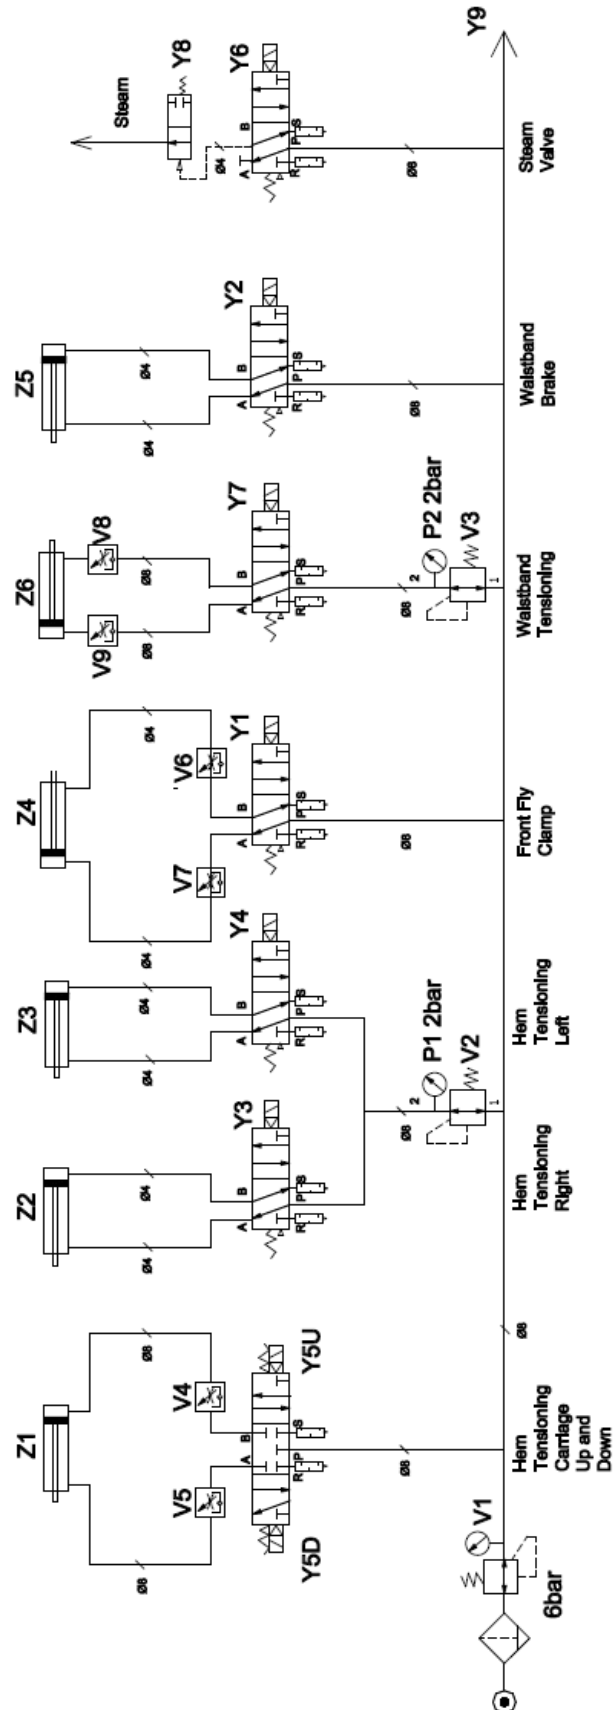 Z1
Ø8
Ø8
V5
V4
A B
R P S
Y5D
Y5U
Ø8
Hem
Tensioning
Carriage
Up and
Down
V1
6bar
Ø8
Z2
Ø4
Ø4
Y3
A B
R P S
Hem
Tensioning
Right
Z3
Ø4
Ø4
Y4
A B
R P S
Ø8
2
P1 2bar
V2
1
Hem
Tensioning
Left
Z4
Ø4
Ø4
V7
V6
Y1
A B
R P S
Ø8
Front Fly
Clamp
Z6
V9
V8
Ø8
Ø8
Y7
A B
R P S
Ø8
2
P2 2bar
V3
1
Waistband
Tensioning
Z5
Ø4
Ø4
Y2
A B
R P S
Ø8
Waistband
Brake
Steam
Y8
Ø4
Y6
A B
R P S
Ø6
Steam
Valve
Y9